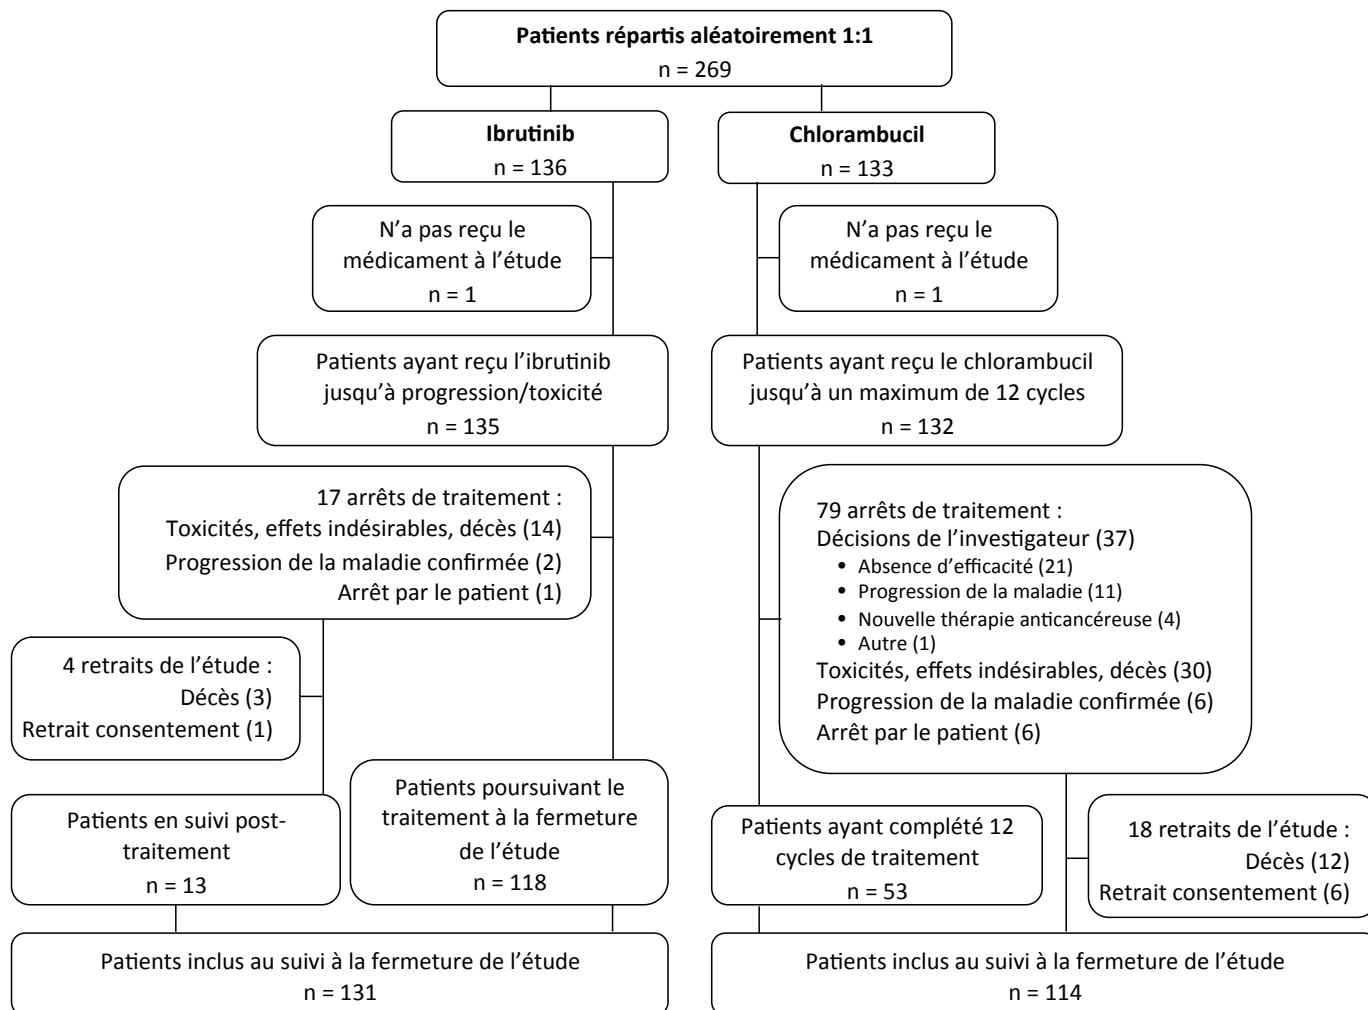 Patients répartis aléatoirement 1:1
n = 269
Ibrutinib
n = 136
Chlorambucil
n = 133
N’a pas reçu le
médicament à l’étude
n = 1
N’a pas reçu le
médicament à l’étude
n = 1
Patients ayant reçu l’ibrutinib
jusqu’à progression/toxicité
n = 135
Patients ayant reçu le chlorambucil
jusqu’à un maximum de 12 cycles
n = 132
17 arrêts de traitement :
Toxicités, effets indésirables, décès (14)
Progression de la maladie confirmée (2)
Arrêt par le patient (1)
79 arrêts de traitement :
Décisions de l’investigateur (37)
• Absence d’efficacité (21)
• Progression de la maladie (11)
• Nouvelle thérapie anticancéreuse (4)
• Autre (1)
Toxicités, effets indésirables, décès (30)
Progression de la maladie confirmée (6)
Arrêt par le patient (6)
4 retraits de l’étude :
Décès (3)
Retrait consentement (1)
Patients en suivi post-
traitement
n = 13
Patients poursuivant le
traitement à la fermeture
de l’étude
n = 118
Patients ayant complété 12
cycles de traitement
n = 53
18 retraits de l’étude :
Décès (12)
Retrait consentement (6)
Patients inclus au suivi à la fermeture de l’étude
n = 131
Patients inclus au suivi à la fermeture de l’étude
n = 114